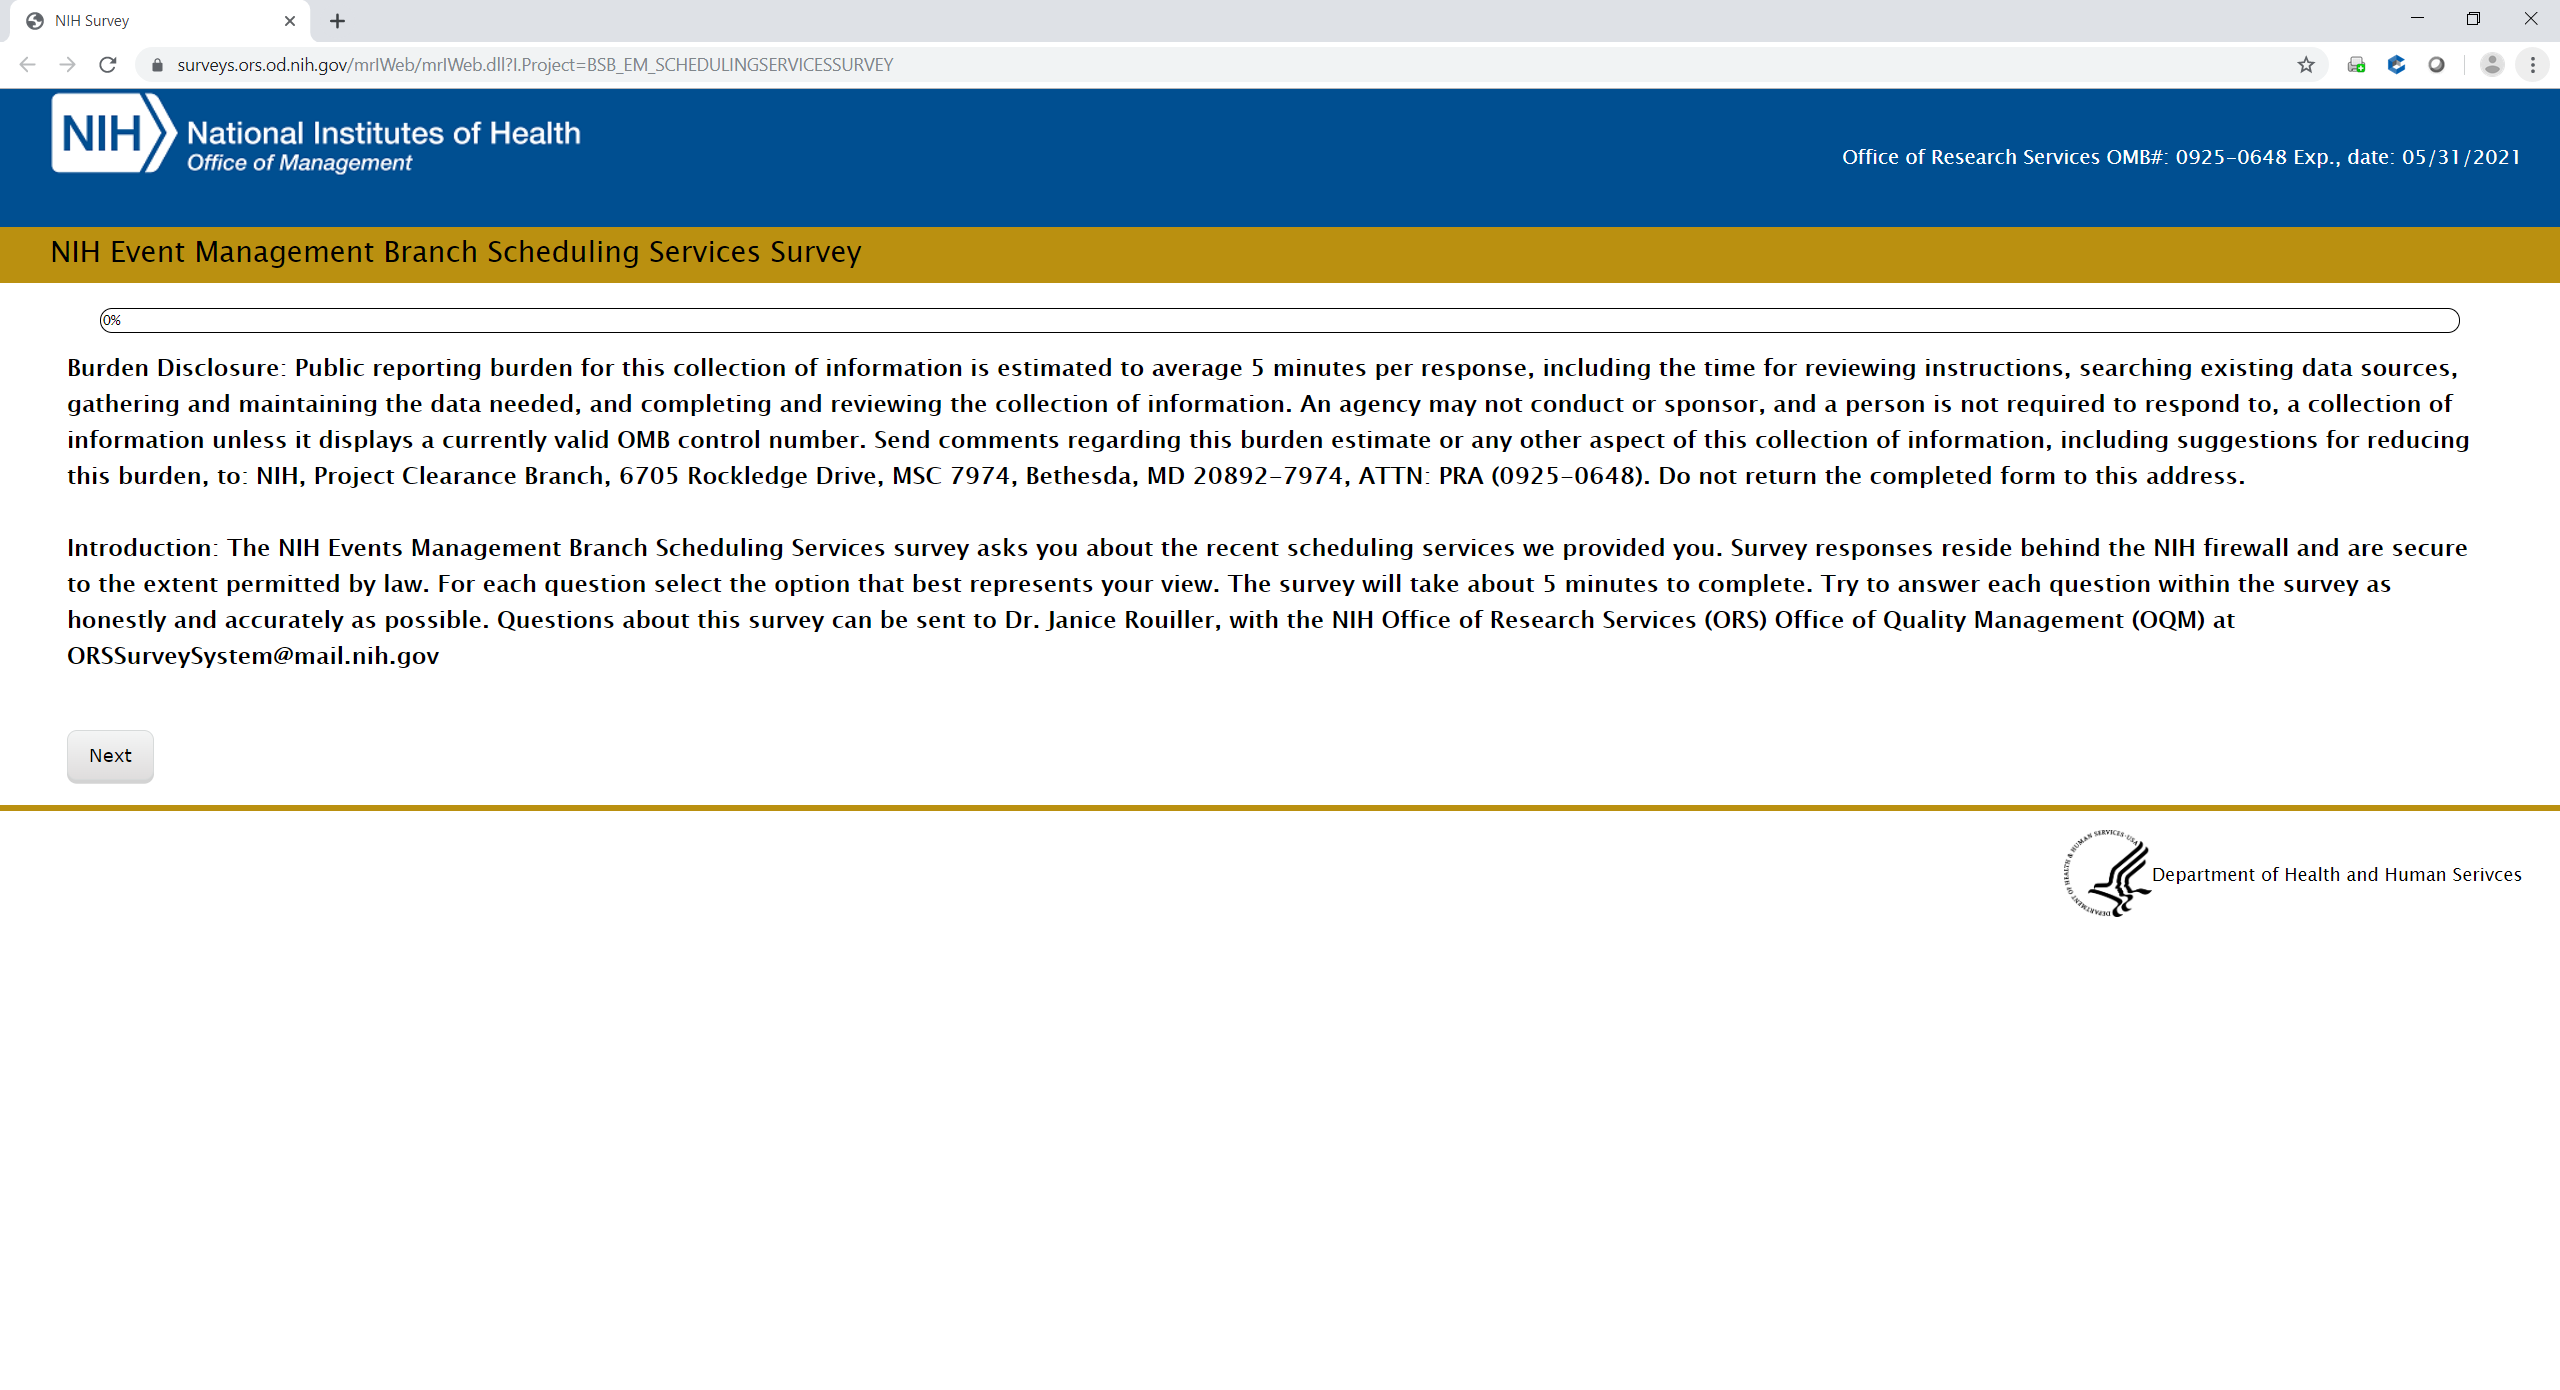 NIH Survey
surveys.ors.od.nih.gov/mrIWeb/mrIWeb.dll?I.Project=BSB_EM_SCHEDULINGSERVICESSURVEY
NIH National Institutes of Health
Office of Management
Office of Research Services OMB#: 0925-0648 Exp., date: 05/31/2021
NIH Event Management Branch Scheduling Services Survey
0%
Burden Disclosure: Public reporting burden for this collection of information is estimated to average 5 minutes per response, including the time for reviewing instructions, searching existing data sources,
gathering and maintaining the data needed, and completing and reviewing the collection of information. An agency may not conduct or sponsor, and a person is not required to respond to, a collection of
information unless it displays a currently valid OMB control number. Send comments regarding this burden estimate or any other aspect of this collection of information, including suggestions for reducing
this burden, to: NIH, Project Clearance Branch, 6705 Rockledge Drive, MSC 7974, Bethesda, MD 20892-7974, ATTN: PRA (0925-0648). Do not return the completed form to this address.
Introduction: The NIH Events Management Branch Scheduling Services survey asks you about the recent scheduling services we provided you. Survey responses reside behind the NIH firewall and are secure
to the extent permitted by law. For each question select the option that best represents your view. The survey will take about 5 minutes to complete. Try to answer each question within the survey as
honestly and accurately as possible. Questions about this survey can be sent to Dr. Janice Rouiller, with the NIH Office of Research Services (ORS) Office of Quality Management (OQM) at
ORSSurveySystem@mail.nih.gov
Next
DEPARTMENT OF HEALTH & HUMAN SERVICES·USA
Department of Health and Human Serivces